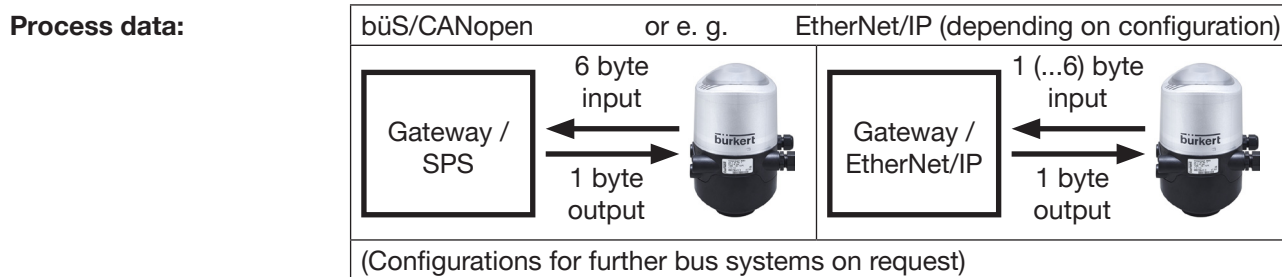 Process data:
büS/CANopen or e. g. EtherNet/IP (depending on configuration)
6 byte
input
Gateway /
SPS
bürkert
1 byte
output
1 (...6) byte
input
Gateway /
EtherNet/IP
bürkert
1 byte
output
(Configurations for further bus systems on request)